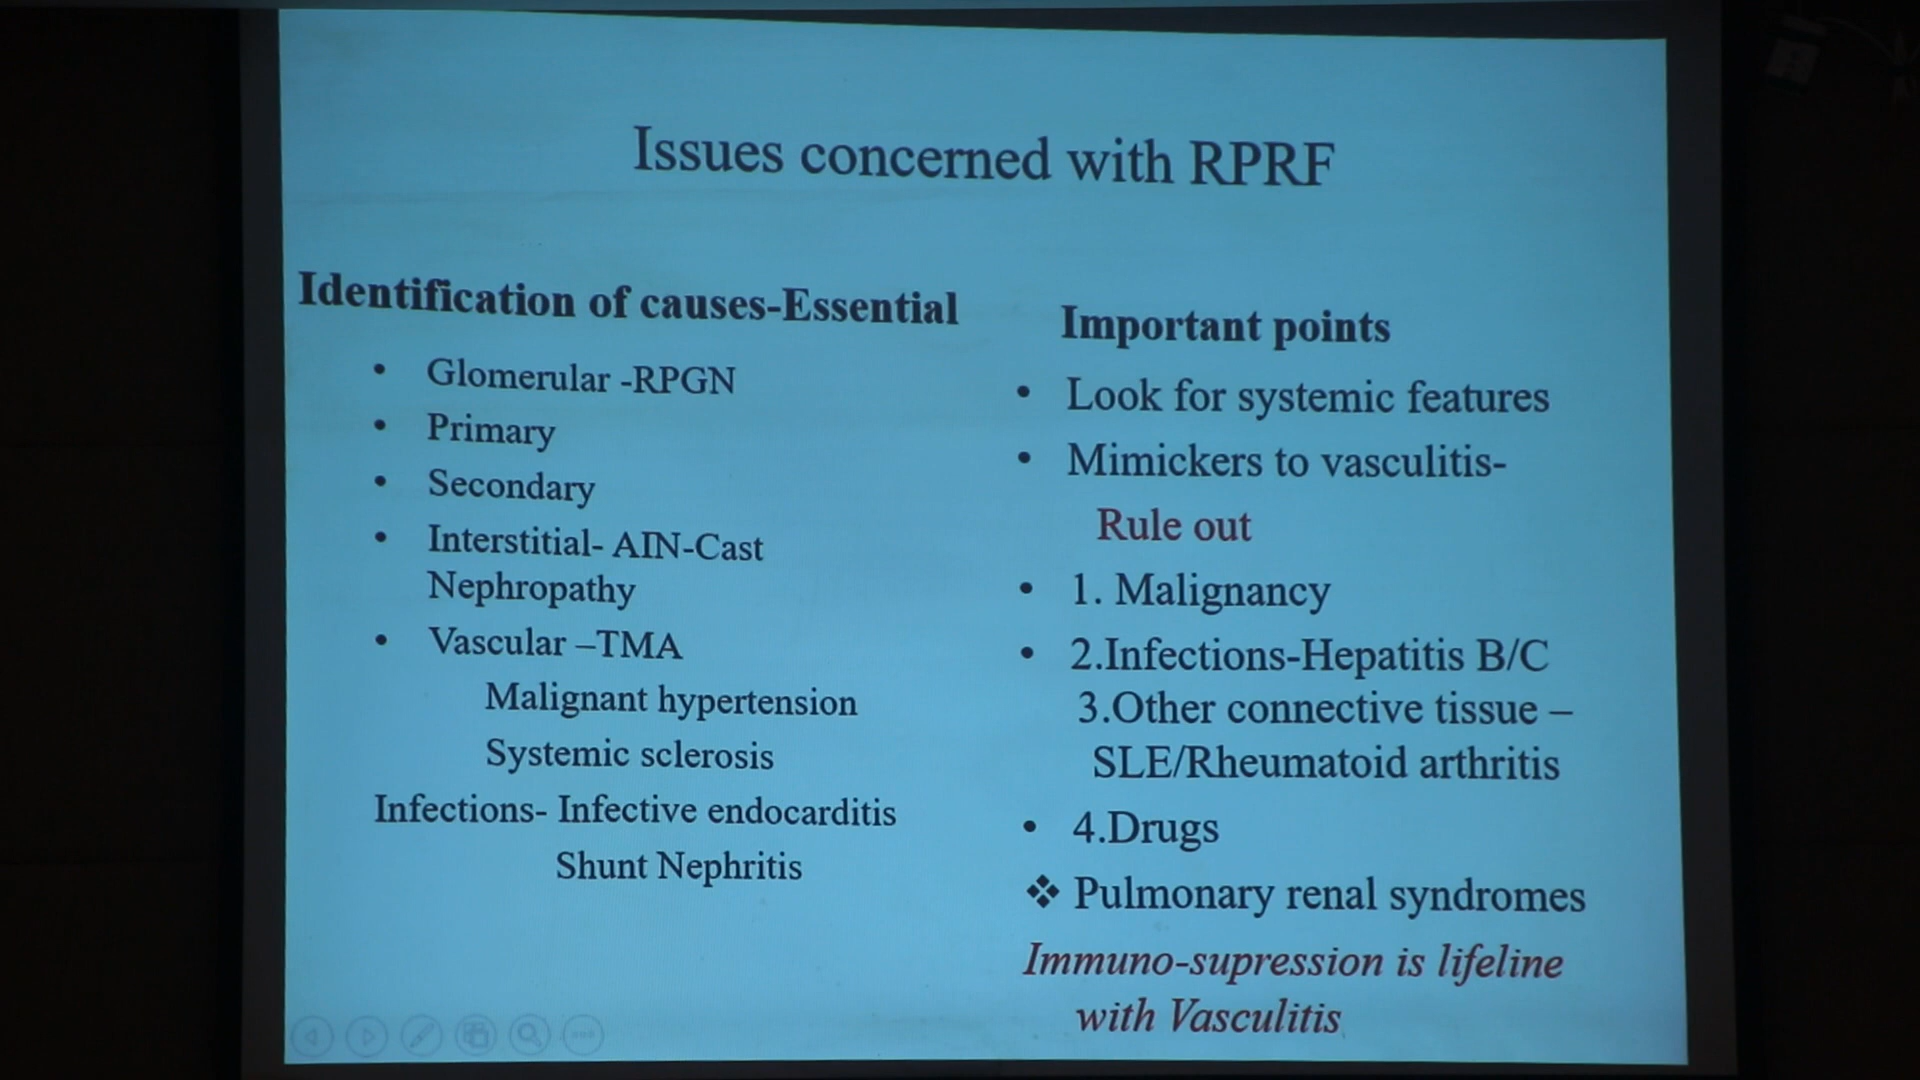 Issues concerned with RPRF
Identification of causes-Essential
• Glomerular -RPGN
• Primary
• Secondary
• Interstitial- AIN-Cast
Nephropathy
• Vascular –TMA
Malignant hypertension
Systemic sclerosis
Infections- Infective endocarditis
Shunt Nephritis
Important points
• Look for systemic features
• Mimickers to vasculitis-
Rule out
• 1. Malignancy
• 2.Infections-Hepatitis B/C
3.Other connective tissue –
SLE/Rheumatoid arthritis
• 4.Drugs
❖ Pulmonary renal syndromes
Immuno-supression is lifeline
with Vasculitis